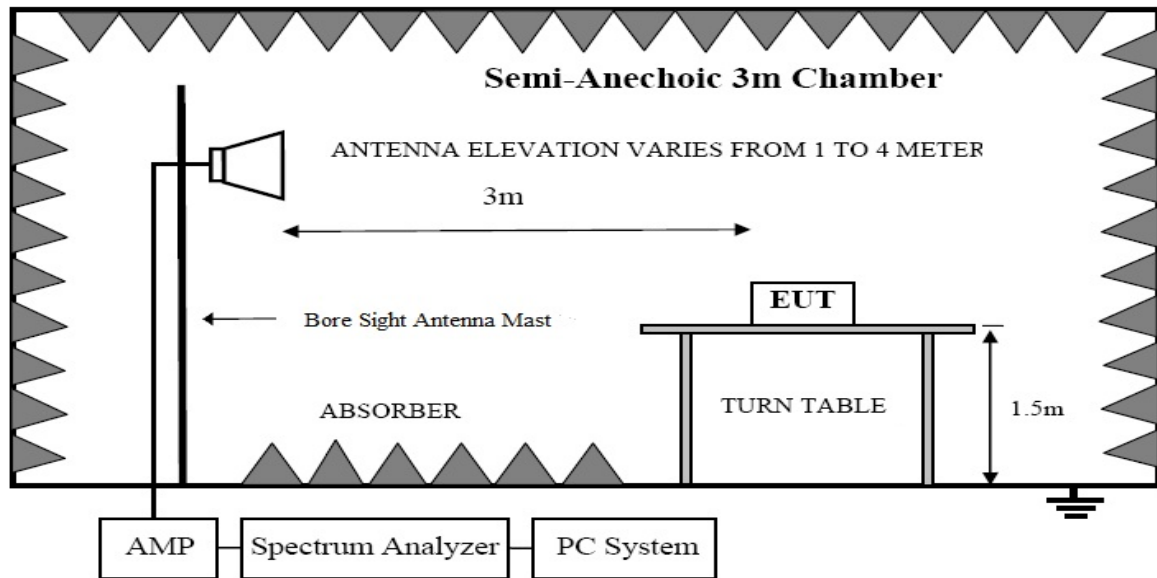 Semi-Anechoic 3m Chamber
ANTENNA ELEVATION VARIES FROM 1 TO 4 METER
3m
EUT
Bore Sight Antenna Mast
ABSORBER
TURN TABLE
1.5m
AMP
Spectrum Analyzer
PC System